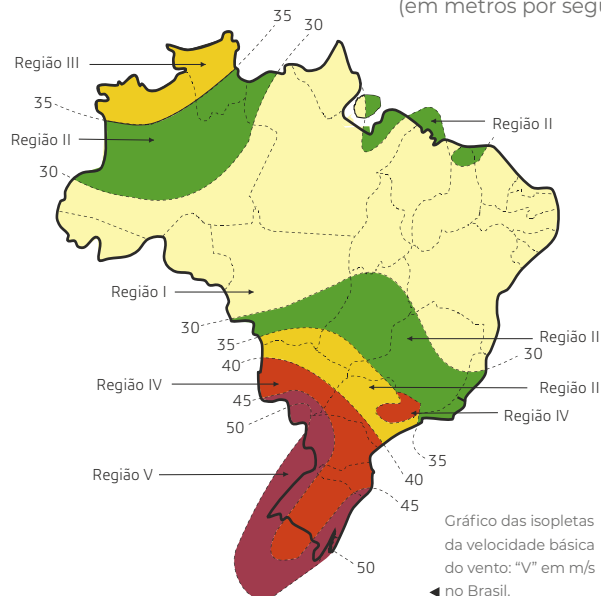 (em metros por segu
35
30
Região III
35
Região II
30
Região II
Região I
30
35
40
Região IV
45
50
Região V
Região II
30
Região II
Região IV
35
40
45
50
Gráfico das isopletas
da velocidade básica
do vento: “V” em m/s
◄ no Brasil.